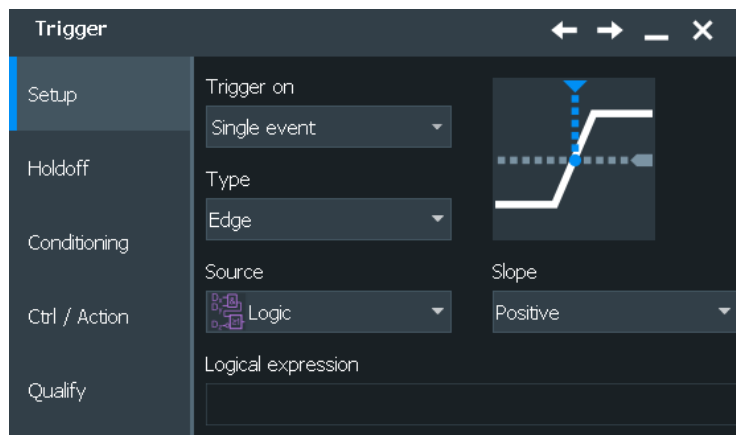 Trigger
Setup
Holdoff
Conditioning
Ctrl / Action
Qualify
Trigger on
Single event
Type
Edge
Source
Logic
Slope
Positive
Logical expression